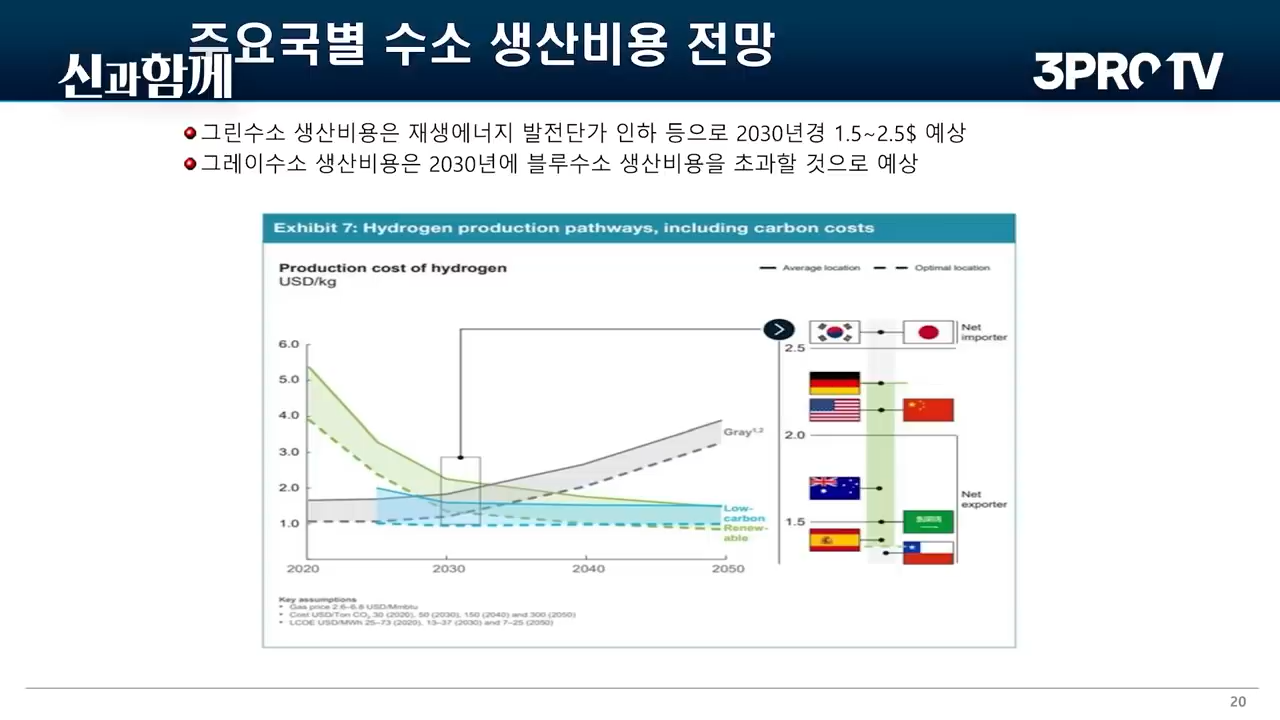 주요국별 수소 생산비용 전망
신과함께
3PROTV
그린수소 생산비용은 재생에너지 발전단가 인하 등으로 2030년경 1.5~2.5$ 예상
그레이수소 생산비용은 2030년에 블루수소 생산비용을 초과할 것으로 예상
Exhibit 7: Hydrogen production pathways, including carbon costs
Production cost of hydrogen
USD/kg
Average location
Optimal location
6.0
5.0
4.0
3.0
2.0
1.0
2020
2030
2040
2050
Gray1,2
Low-
carbon
Renew-
able
Net
importer
2.5
2.0
Net
exporter
1.5
Key assumptions
Gas price 2.6–6.8 USD/Mmbtu
Cost USD/Ton CO2 30 (2020), 50 (2030), 150 (2040) and 300 (2050)
LCOE USD/MWh 25–73 (2020), 13–37 (2030) and 7–25 (2050)
20